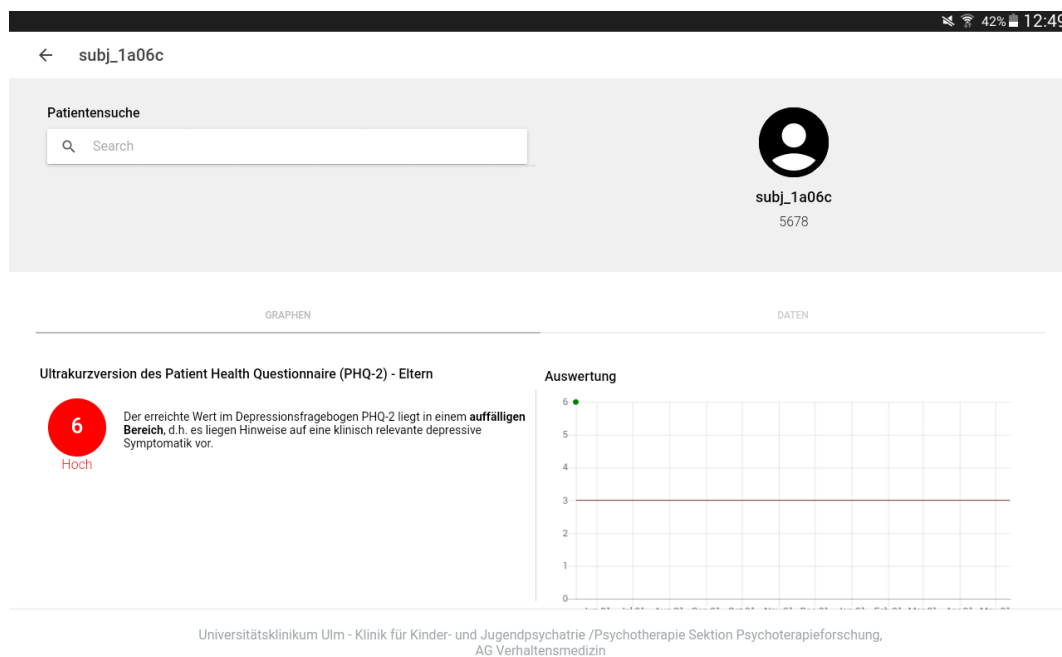 42% 12:49
subj_1a06c
Patientensuche
Search
subj_1a06c
5678
GRAPHEN
DATEN
Ultrakurzversion des Patient Health Questionnaire (PHQ-2) - Eltern
6
Hoch
Der erreichte Wert im Depressionsfragebogen PHQ-2 liegt in einem auffälligen
Bereich, d.h. es liegen Hinweise auf eine klinisch relevante depressive
Symptomatik vor.
Auswertung
6
5
4
3
2
1
0
Universitätsklinikum Ulm - Klinik für Kinder- und Jugendpsychatrie /Psychotherapie Sektion Psychoterapieforschung,
AG Verhaltensmedizin